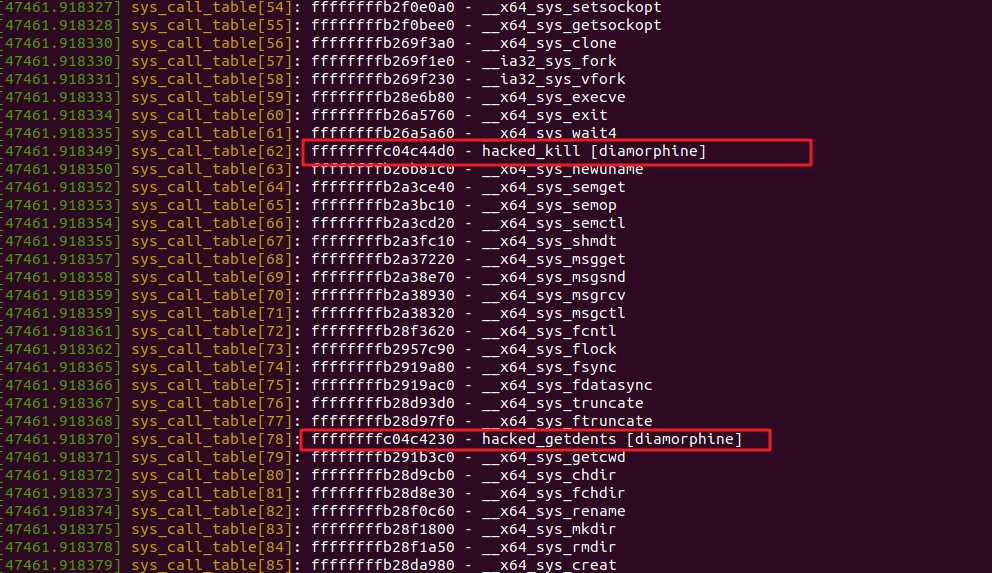 [47461.918327] sys_call_table[54]: ffffffffb2f0e0a0 - __x64_sys_setsockopt
[47461.918328] sys_call_table[55]: ffffffffb2f0bee0 - __x64_sys_getsockopt
[47461.918330] sys_call_table[56]: ffffffffb269f3a0 - __x64_sys_clone
[47461.918330] sys_call_table[57]: ffffffffb269f1e0 - __ia32_sys_fork
[47461.918331] sys_call_table[58]: ffffffffb269f230 - __ia32_sys_vfork
[47461.918333] sys_call_table[59]: ffffffffb28e6b80 - __x64_sys_execve
[47461.918334] sys_call_table[60]: ffffffffb26a5760 - __x64_sys_exit
[47461.918335] sys_call_table[61]: ffffffffb26a5a60 - __x64_sys_wait4
[47461.918349] sys_call_table[62]: ffffffffc04c44d0 - hacked_kill [diamorphine]
[47461.918350] sys_call_table[63]: ffffffffb26b81c0 - __x64_sys_newuname
[47461.918352] sys_call_table[64]: ffffffffb2a3ce40 - __x64_sys_semget
[47461.918353] sys_call_table[65]: ffffffffb2a3bc10 - __x64_sys_semop
[47461.918354] sys_call_table[66]: ffffffffb2a3cd20 - __x64_sys_semctl
[47461.918355] sys_call_table[67]: ffffffffb2a3fc10 - __x64_sys_shmdt
[47461.918357] sys_call_table[68]: ffffffffb2a37220 - __x64_sys_msgget
[47461.918358] sys_call_table[69]: ffffffffb2a38e70 - __x64_sys_msgsnd
[47461.918359] sys_call_table[70]: ffffffffb2a38930 - __x64_sys_msgrcv
[47461.918359] sys_call_table[71]: ffffffffb2a38320 - __x64_sys_msgctl
[47461.918361] sys_call_table[72]: ffffffffb28f3620 - __x64_sys_fcntl
[47461.918362] sys_call_table[73]: ffffffffb2957c90 - __x64_sys_flock
[47461.918365] sys_call_table[74]: ffffffffb2919a80 - __x64_sys_fsync
[47461.918366] sys_call_table[75]: ffffffffb2919ac0 - __x64_sys_fdatasync
[47461.918367] sys_call_table[76]: ffffffffb28d93d0 - __x64_sys_truncate
[47461.918368] sys_call_table[77]: ffffffffb28d97f0 - __x64_sys_ftruncate
[47461.918370] sys_call_table[78]: ffffffffc04c4230 - hacked_getdents [diamorphine]
[47461.918371] sys_call_table[79]: ffffffffb291b3c0 - __x64_sys_getcwd
[47461.918372] sys_call_table[80]: ffffffffb28d9cb0 - __x64_sys_chdir
[47461.918373] sys_call_table[81]: ffffffffb28d8e30 - __x64_sys_fchdir
[47461.918374] sys_call_table[82]: ffffffffb28f0c60 - __x64_sys_rename
[47461.918375] sys_call_table[83]: ffffffffb28f1800 - __x64_sys_mkdir
[47461.918378] sys_call_table[84]: ffffffffb28f1a50 - __x64_sys_rmdir
[47461.918379] sys_call_table[85]: ffffffffb28da980 - __x64_sys_creat